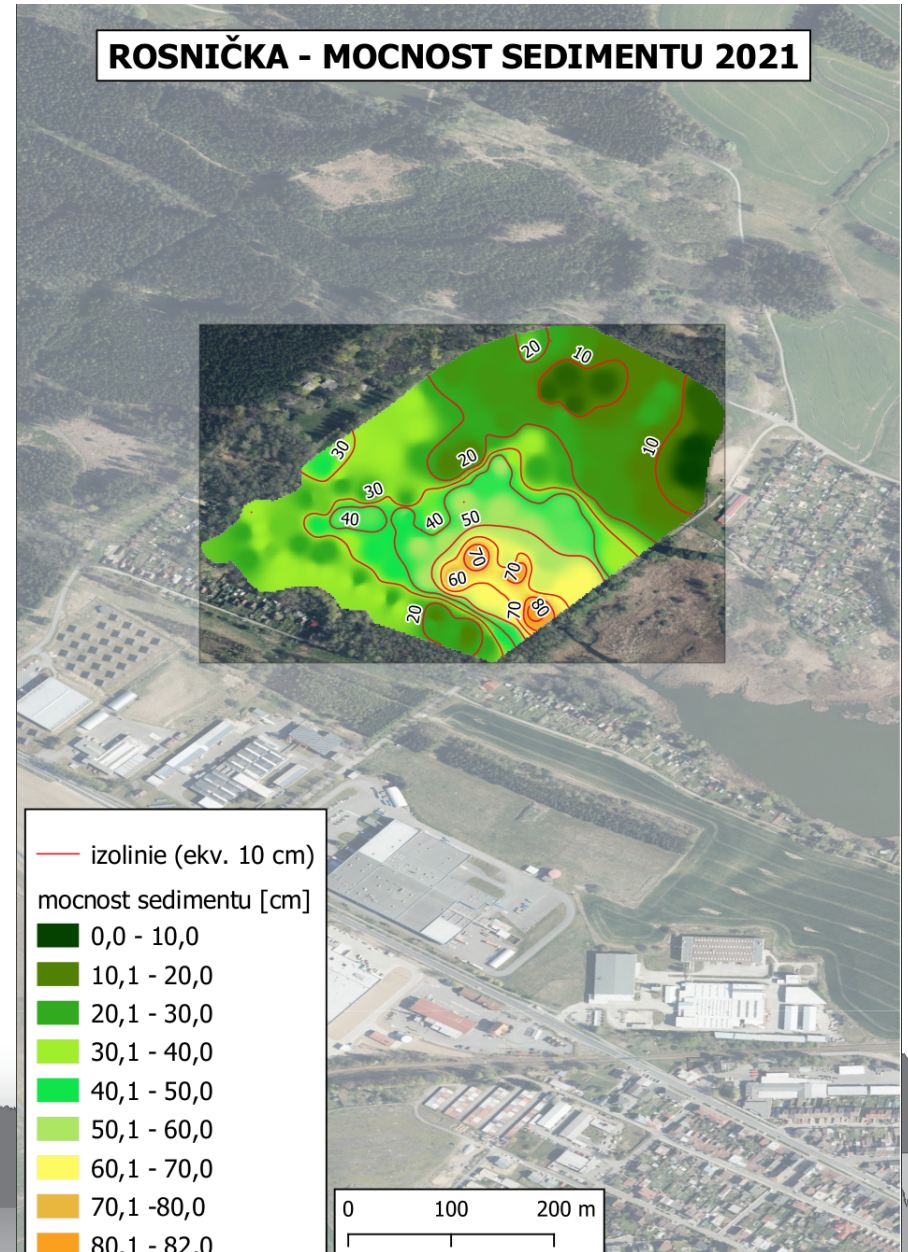 ROSNIČKA - MOCNOST SEDIMENTU 2021
20
10
30
20
10
30
40
40
50
70
60
70
20
70
80
izolinie (ekv. 10 cm)
mocnost sedimentu [cm]
0,0 - 10,0
10,1 - 20,0
20,1 - 30,0
30,1 - 40,0
40,1 - 50,0
50,1 - 60,0
60,1 - 70,0
70,1 -80,0
80,1 - 82,0
0 100 200 m